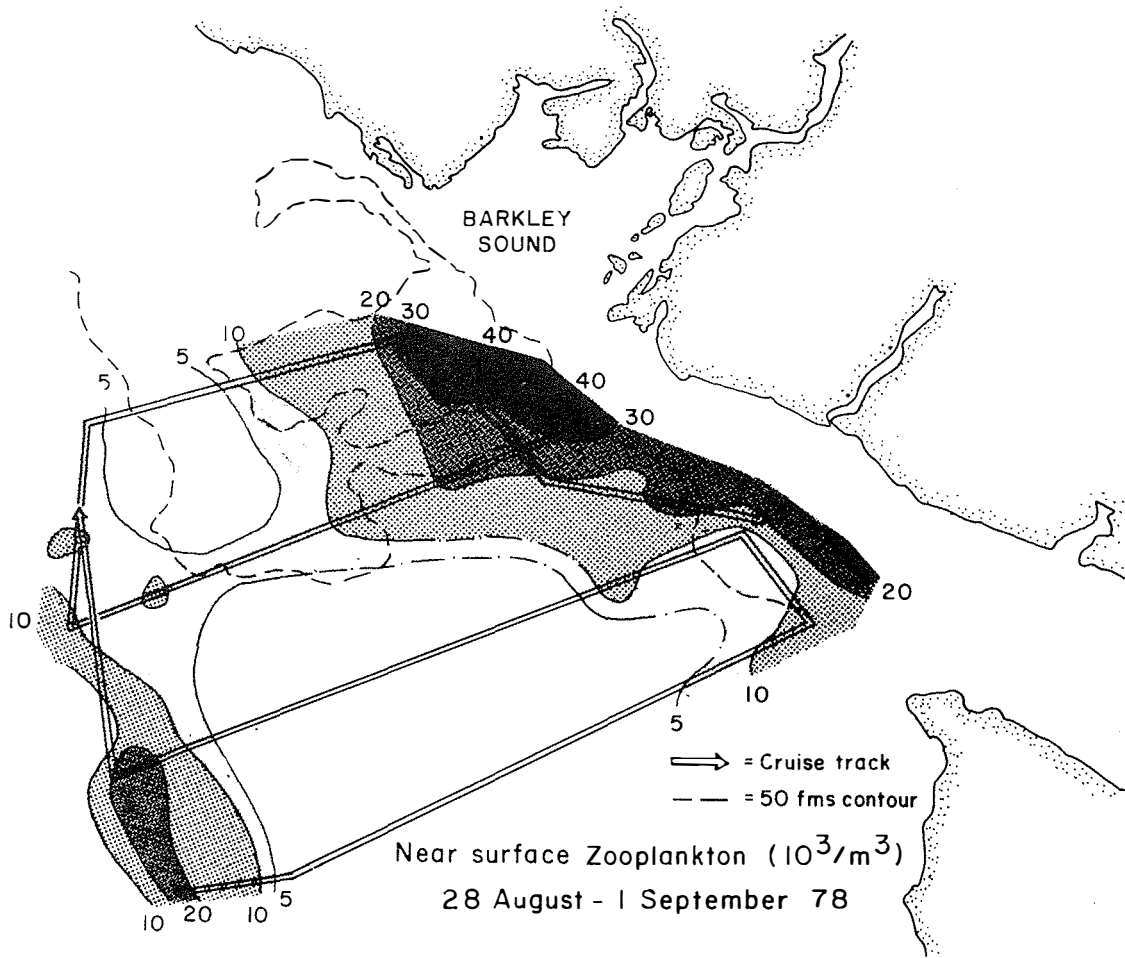 BARKLEY
SOUND
20
30
10
40
5
5
40
30
10
20
10
5
⇒ = Cruise track
— — = 50 fms contour
Near surface Zooplankton (10³/m³)
28 August - 1 September 78
10
20
10
5